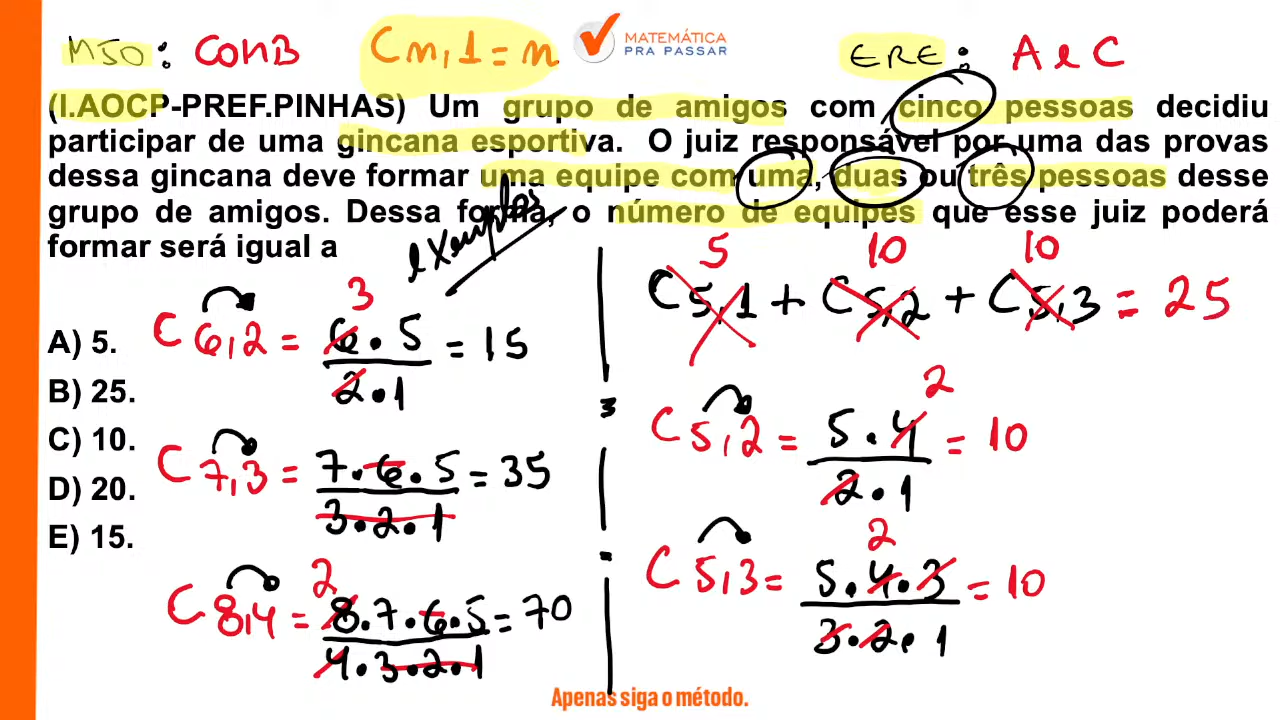 MJO: COMB Cm,1=m MATEMÁTICA PRA PASSAR ERE: A e C
(I.AOCP-PREF.PINHAS) Um grupo de amigos com cinco pessoas decidiu
participar de uma gincana esportiva. O juiz responsável por uma das provas
dessa gincana deve formar uma equipe com uma, duas ou três pessoas desse
grupo de amigos. Dessa forma, o número de equipes que esse juiz poderá
formar será igual a
exemplos
5 10 10
C5,1 + C5,2 + C5,3 = 25
A) 5.
B) 25.
C) 10.
D) 20.
E) 15.
3
C6,2 = 6.5/2.1 = 15
C7,3 = 7.6.5/3.2.1 = 35
2
C8,4 = 8.7.6.5/4.3.2.1 = 70
2
C5,2 = 5.4/2.1 = 10
2
C5,3 = 5.4.3/3.2.1 = 10
Apenas siga o método.